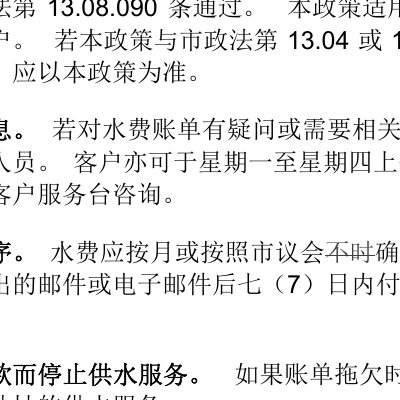 法第 13.08.090 条通过。 本政策适用
户。 若本政策与市政法第 13.04 或 1
，应以本政策为准。
息。 若对水费账单有疑问或需要相关
人员。 客户亦可于星期一至星期四上
客户服务台咨询。
序。 水费应按月或按照市议会不时确
出的邮件或电子邮件后七（7）日内付
欠而停止供水服务。 如果账单拖欠时